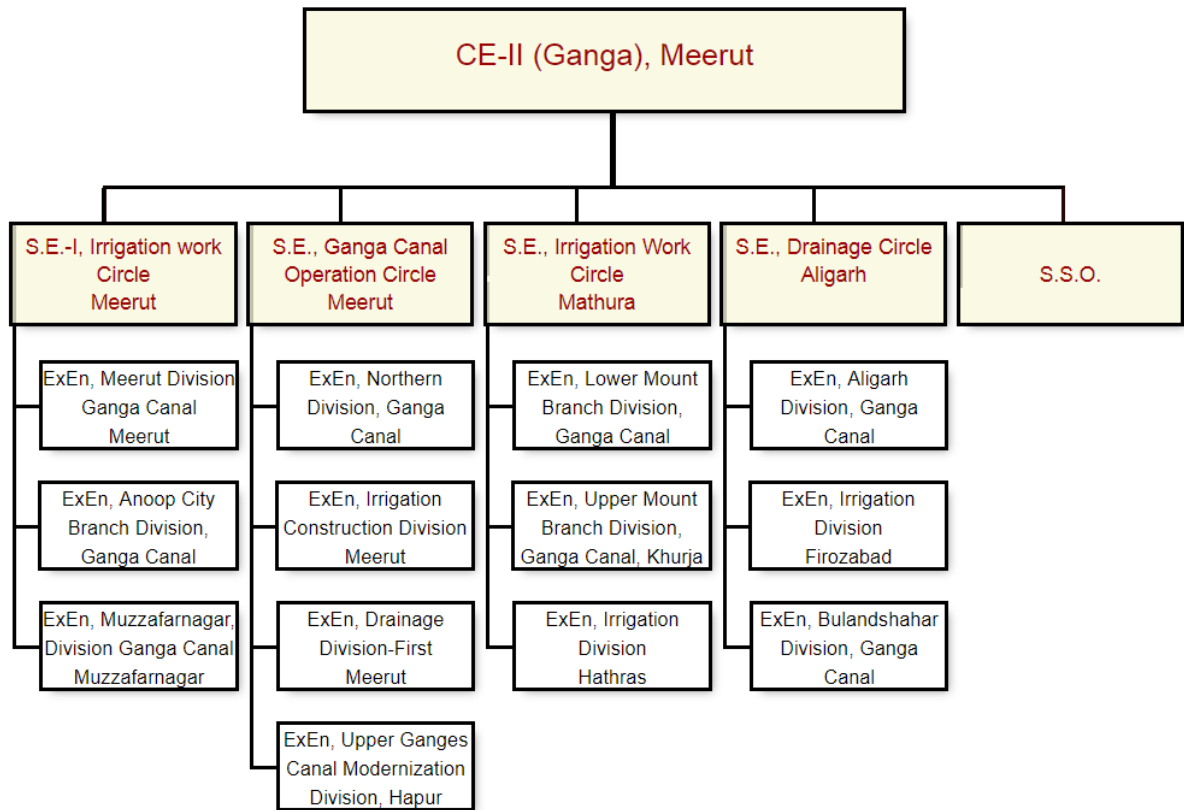 CE-II (Ganga), Meerut
S.E.-I, Irrigation work
Circle
Meerut
S.E., Ganga Canal
Operation Circle
Meerut
S.E., Irrigation Work
Circle
Mathura
S.E., Drainage Circle
Aligarh
S.S.O.
ExEn, Meerut Division
Ganga Canal
Meerut
ExEn, Anoop City
Branch Division,
Ganga Canal
ExEn, Muzzafarnagar,
Division Ganga Canal
Muzzafarnagar
ExEn, Northern
Division, Ganga
Canal
ExEn, Irrigation
Construction Division
Meerut
ExEn, Drainage
Division-First
Meerut
ExEn, Upper Ganges
Canal Modernization
Division, Hapur
ExEn, Lower Mount
Branch Division,
Ganga Canal
ExEn, Upper Mount
Branch Division,
Ganga Canal, Khurja
ExEn, Irrigation
Division
Hathras
ExEn, Aligarh
Division, Ganga
Canal
ExEn, Irrigation
Division
Firozabad
ExEn, Bulandshahar
Division, Ganga
Canal